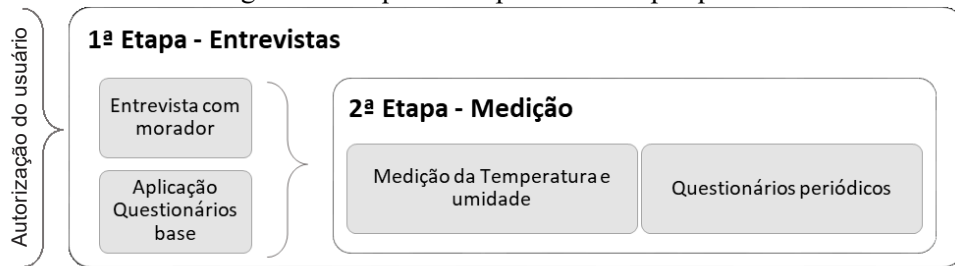 Autorização do usuário
1ª Etapa - Entrevistas
Entrevista com
morador
Aplicação
Questionários
base
2ª Etapa - Medição
Medição da Temperatura e
umidade
Questionários periódicos